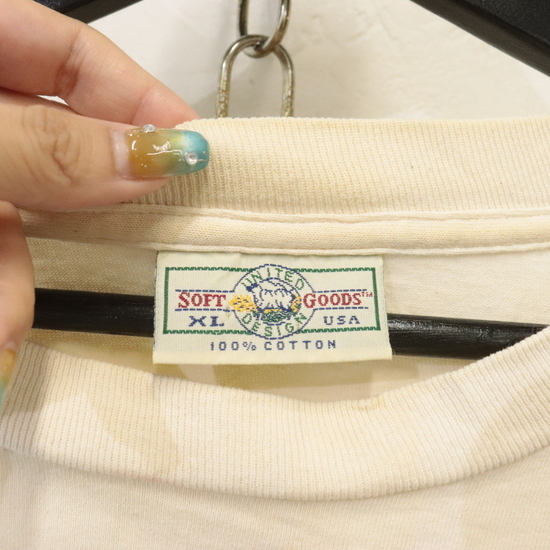 UNITED
SOFT GOODS™
XL USA
DESIGN
100% COTTON